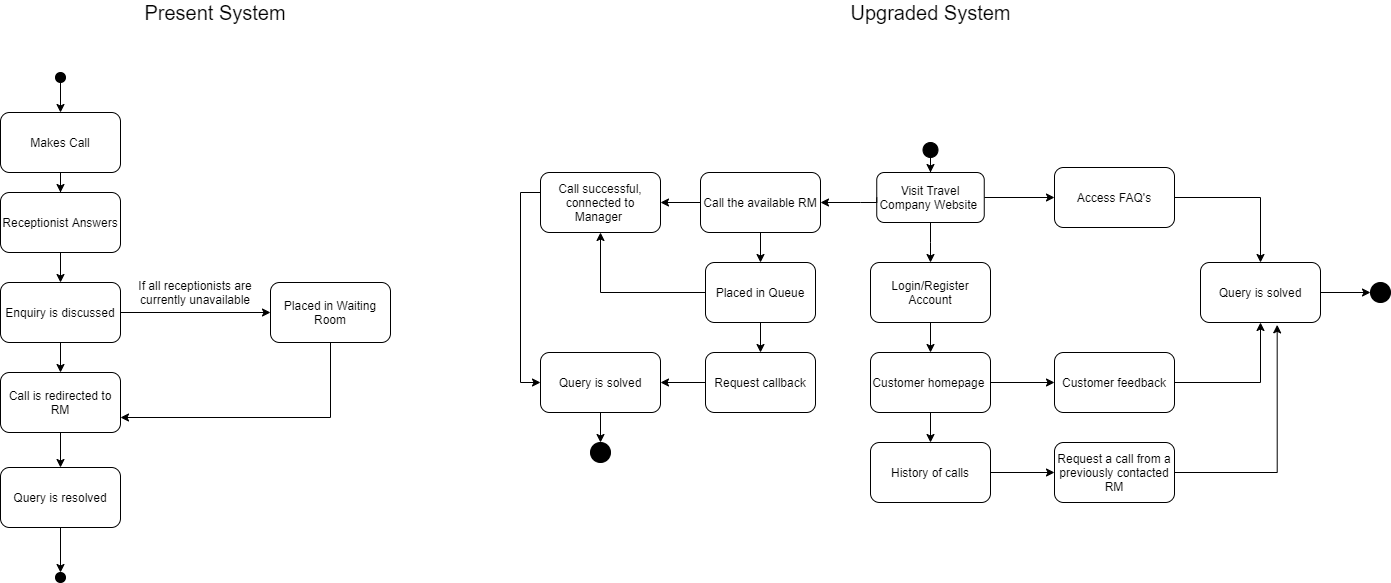 Present System
Makes Call
Receptionist Answers
Enquiry is discussed
If all receptionists are
currently unavailable
Placed in Waiting
Room
Call is redirected to
RM
Query is resolved
Upgraded System
Call successful,
connected to
Manager
Call the available RM
Visit Travel
Company Website
Access FAQ's
Placed in Queue
Login/Register
Account
Query is solved
Query is solved
Request callback
Customer homepage
Customer feedback
History of calls
Request a call from a
previously contacted
RM